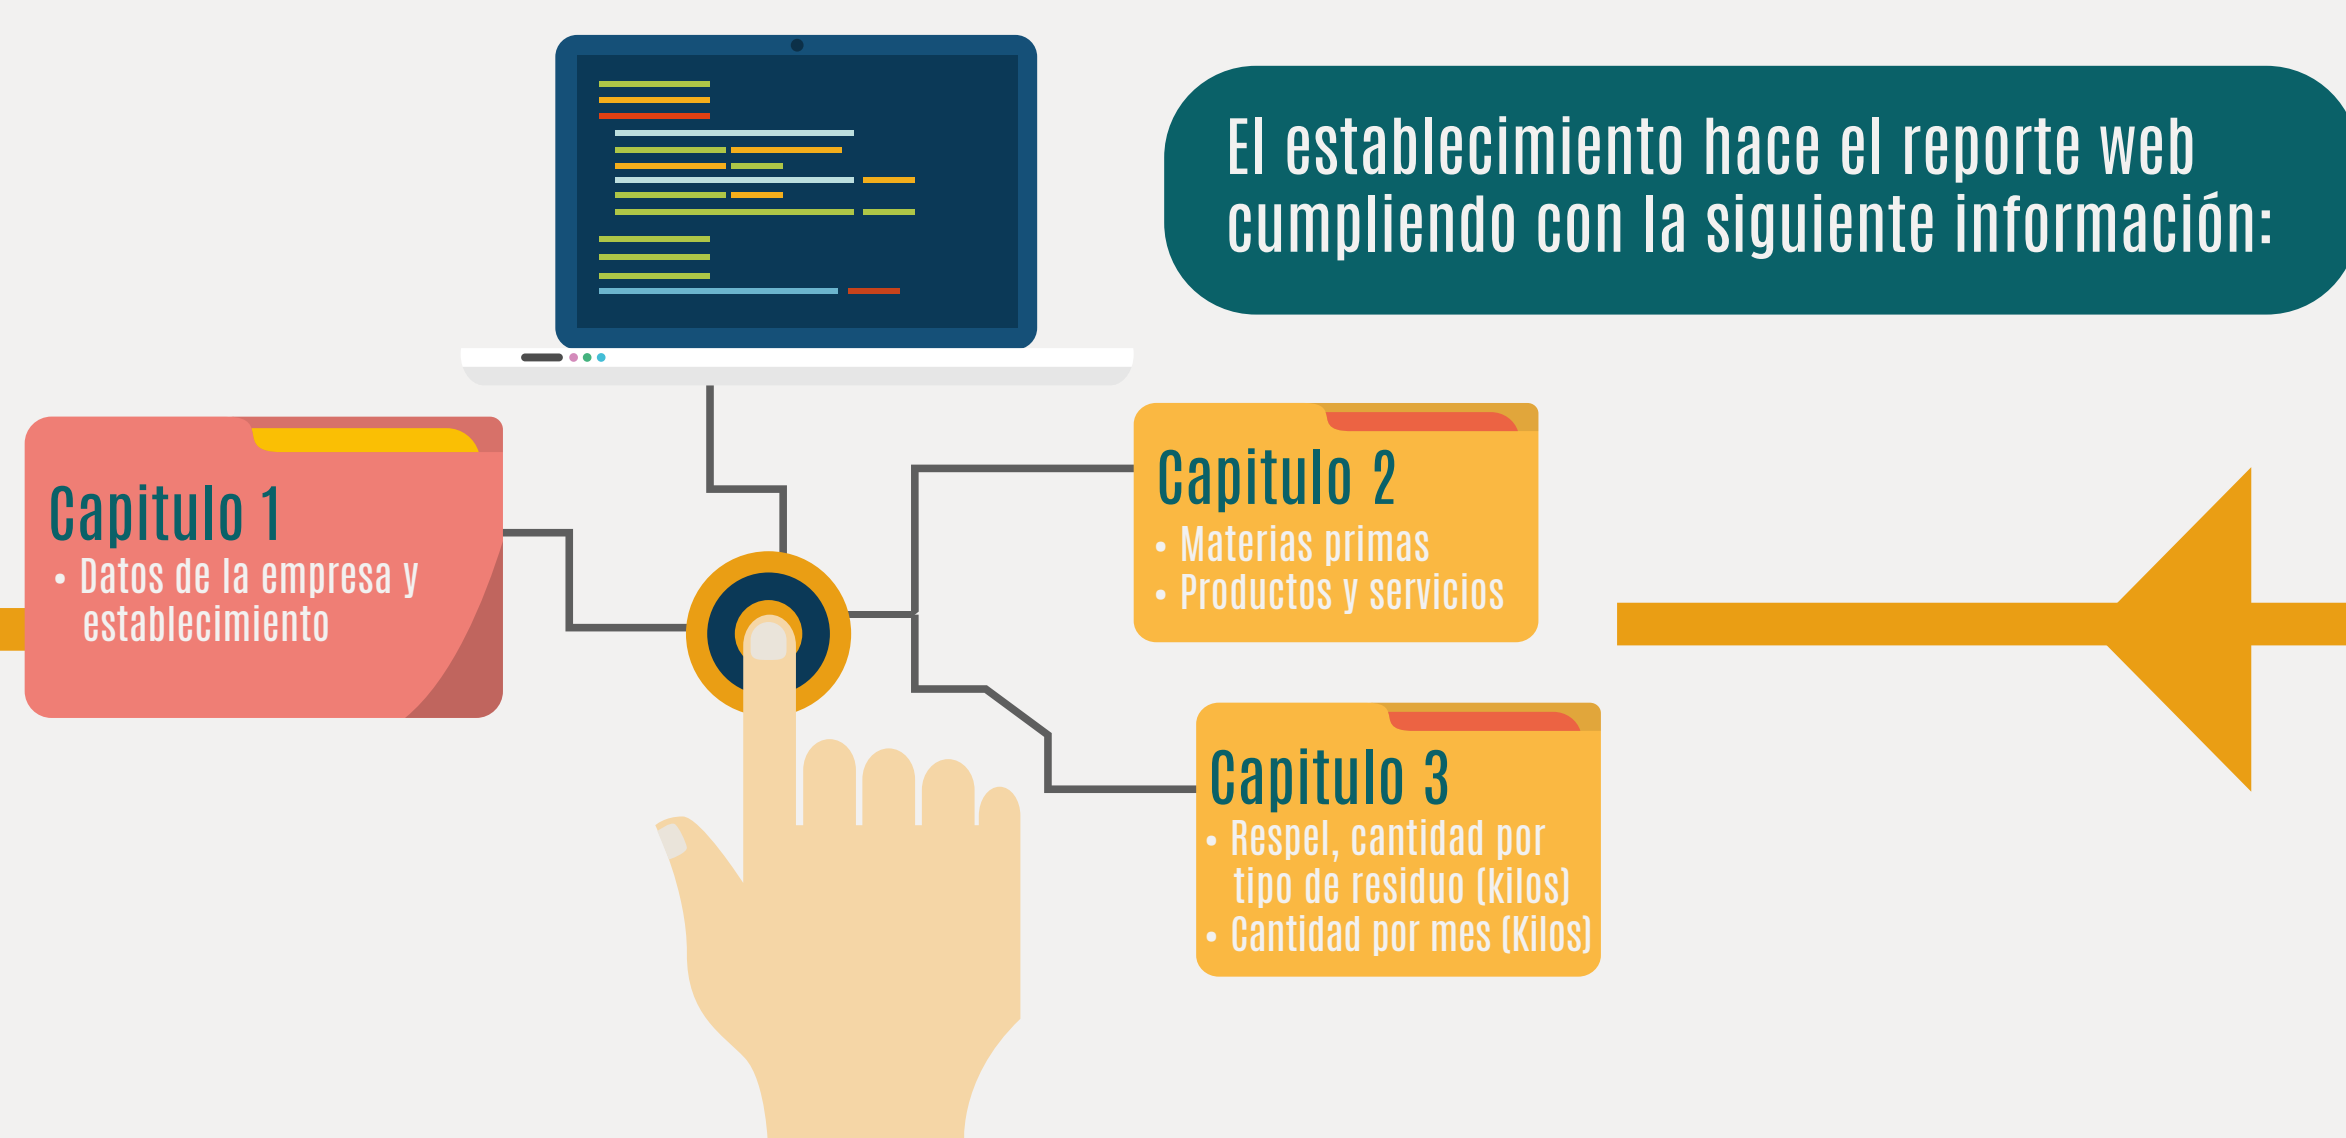 El establecimiento hace el reporte web
cumpliendo con la siguiente información:
Capitulo 1
• Datos de la empresa y
establecimiento
Capitulo 2
• Materias primas
• Productos y servicios
Capitulo 3
• Respel, cantidad por
tipo de residuo (kilos)
• Cantidad por mes (Kilos)